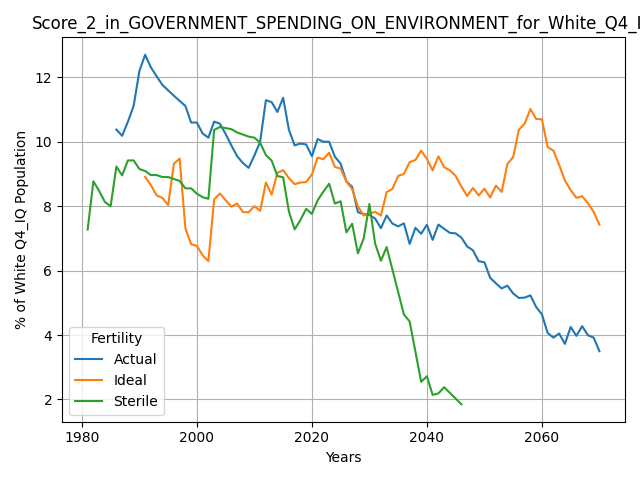 Score_2_in_GOVERNMENT_SPENDING_ON_ENVIRONMENT_for_White_Q4_I
% of White Q4_IQ Population
12
10
8
6
4
2
Fertility
Actual
Ideal
Sterile
1980
2000
2020
2040
2060
Years